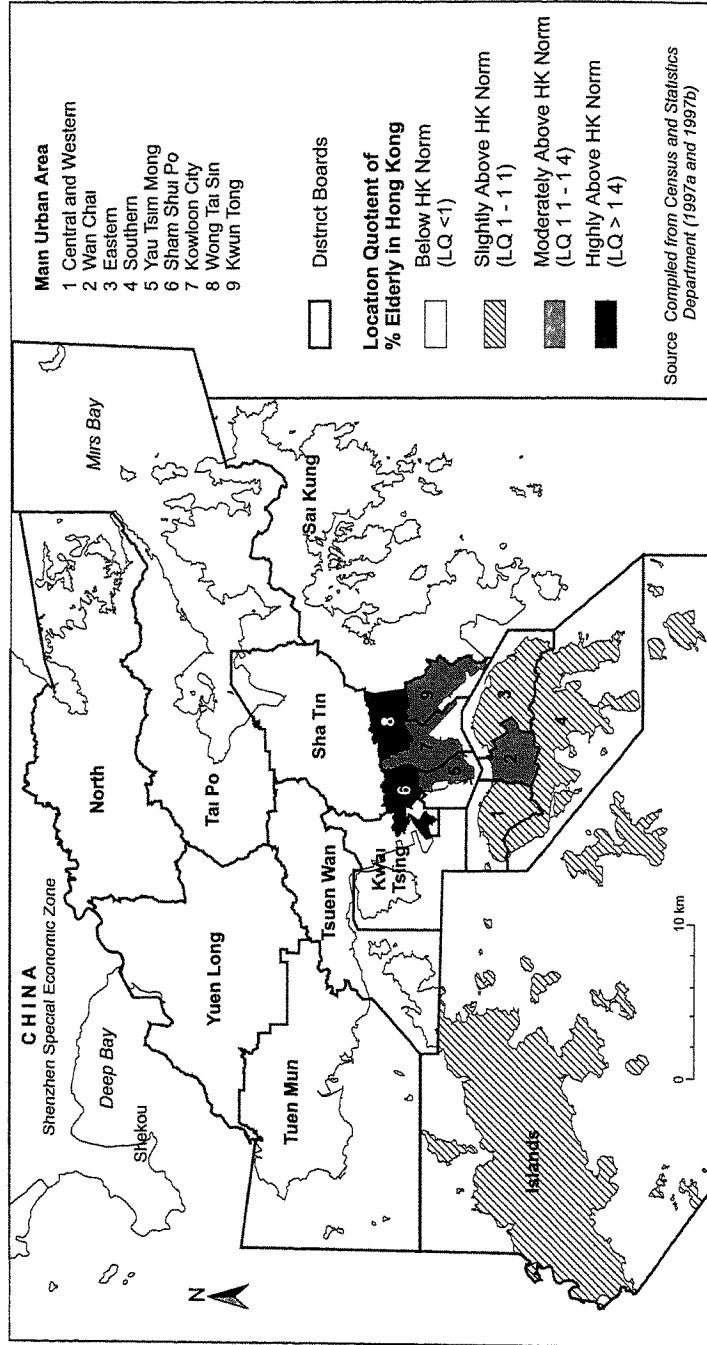 CHINA
Shenzhen Special Economic Zone
Deep Bay
Shekou
Mirs Bay
North
Yuen Long
Tai Po
Tuen Mun
Tsuen Wan
Sha Tin
Sai Kung
Kwai
Tsing
Islands
N
6
8
5
7
9
1
2
3
4
0
10 km
Main Urban Area
1 Central and Western
2 Wan Chai
3 Eastern
4 Southern
5 Yau Tsim Mong
6 Sham Shui Po
7 Kowloon City
8 Wong Tai Sin
9 Kwun Tong
District Boards
Location Quotient of
% Elderly in Hong Kong
Below HK Norm
(LQ <1)
Slightly Above HK Norm
(LQ 1 - 1 1)
Moderately Above HK Norm
(LQ 1 1 - 1 4)
Highly Above HK Norm
(LQ > 1 4)
Source Compiled from Census and Statistics
Department (1997a and 1997b)